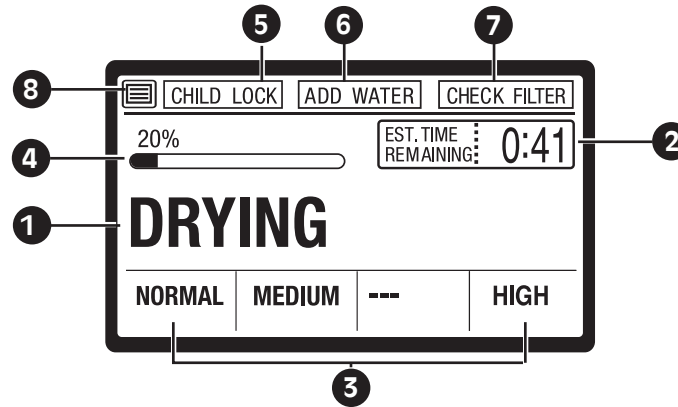 5 6 7
8 CHILD LOCK ADD WATER CHECK FILTER
4 20% EST. TIME REMAINING 0:41 2
1 DRYING
NORMAL MEDIUM --- HIGH
3